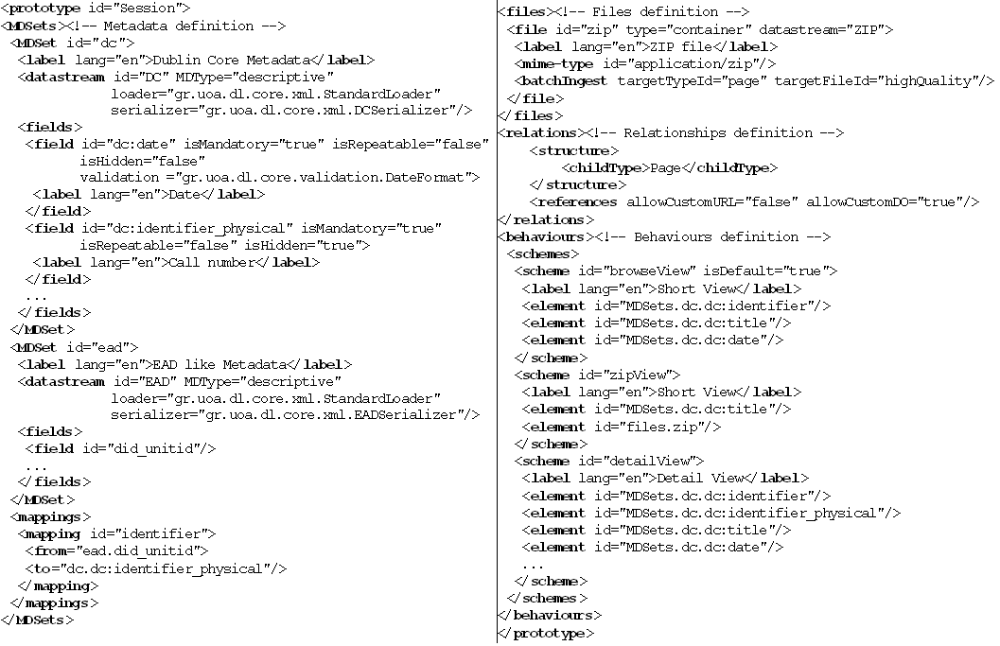 <prototype id="Session">
<MDSets><!-- Metadata definition -->
<MDSet id="dc">
<label lang="en">Dublin Core Metadata</label>
<datastream id="DC" MDType="descriptive"
loader="gr.uoa.dl.core.xml.StandardLoader"
serializer="gr.uoa.dl.core.xml.DCSerializer"/>
<fields>
<field id="dc:date" isMandatory="true" isRepeatable="false"
isHidden="false"
validation ="gr.uoa.dl.core.validation.DateFormat">
<label lang="en">Date</label>
</field>
<field id="dc:identifier_physical" isMandatory="true"
isRepeatable="false" isHidden="true">
<label lang="en">Call number</label>
</field>
...
</fields>
</MDSet>
<MDSet id="ead">
<label lang="en">EAD like Metadata</label>
<datastream id="EAD" MDType="descriptive"
loader="gr.uoa.dl.core.xml.StandardLoader"
serializer="gr.uoa.dl.core.xml.EADSerializer"/>
<fields>
<field id="did_unitid"/>
...
</fields>
</MDSet>
<mappings>
<mapping id="identifier">
<from="ead.did_unitid">
<to="dc.dc:identifier_physical"/>
</mapping>
</mappings>
</MDSets>
<files><!-- Files definition -->
<file id="zip" type="container" datastream="ZIP">
<label lang="en">ZIP file</label>
<mime-type id="application/zip"/>
<batchIngest targetTypeId="page" targetFileId="highQuality"/>
</file>
</files>
<relations><!-- Relationships definition -->
<structure>
<childType>Page</childType>
</structure>
<references allowCustomURL="false" allowCustomDO="true"/>
</relations>
<behaviours><!-- Behaviours definition -->
<schemes>
<scheme id="browseView" isDefault="true">
<label lang="en">Short View</label>
<element id="MDSets.dc.dc:identifier"/>
<element id="MDSets.dc.dc:title"/>
<element id="MDSets.dc.dc:date"/>
</scheme>
<scheme id="zipView">
<label lang="en">Short View</label>
<element id="MDSets.dc.dc:title"/>
<element id="files.zip"/>
</scheme>
<scheme id="detailView">
<label lang="en">Detail View</label>
<element id="MDSets.dc.dc:identifier"/>
<element id="MDSets.dc.dc:identifier_physical"/>
<element id="MDSets.dc.dc:title"/>
<element id="MDSets.dc.dc:date"/>
...
</scheme>
</schemes>
</behaviours>
</prototype>